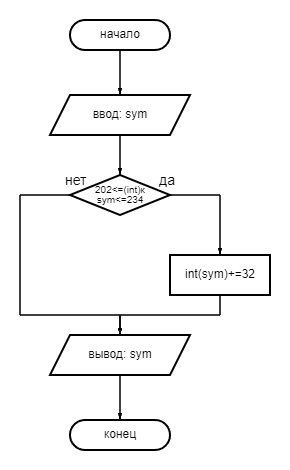 начало
ввод: sym
нет
да
202<=(int)к
sym<=234
int(sym)+=32
вывод: sym
конец